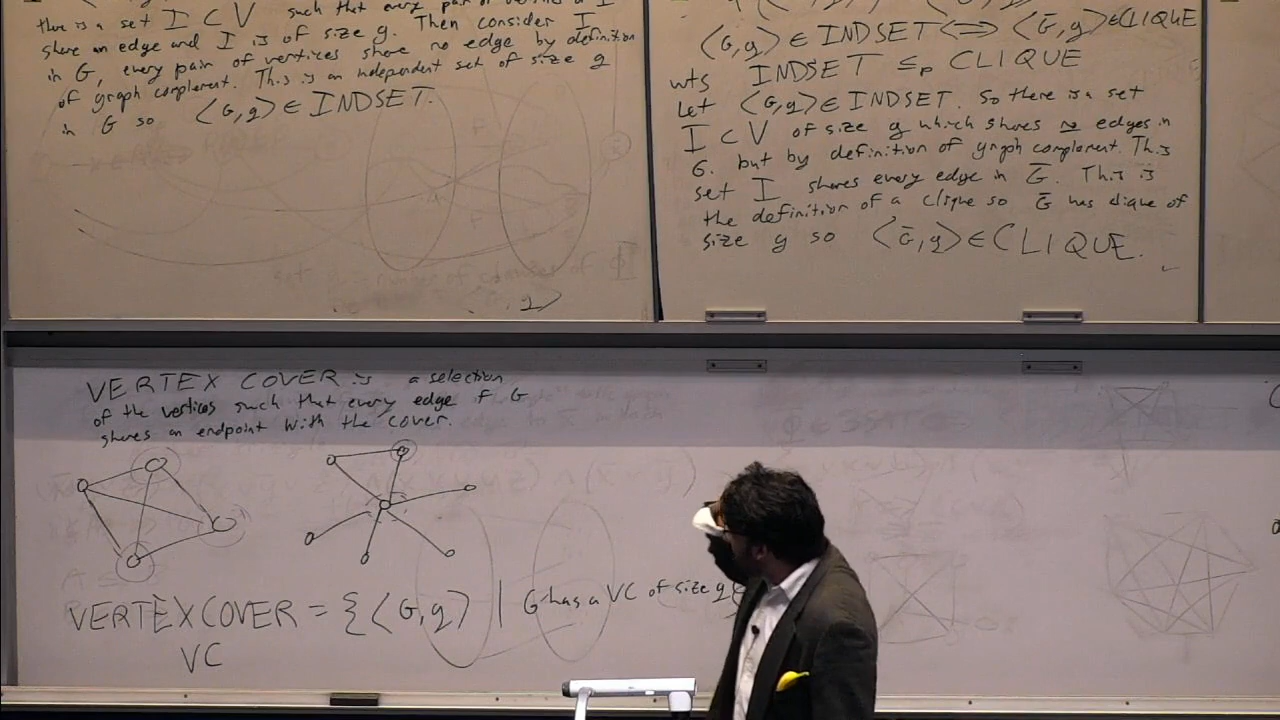 there is a set I ⊂ V such that every pair of
share an edge and I is of size g. Then consider I
in G, every pair of vertices share no edge by definition
of graph complement. This is an independent set of size g
in G so ⟨G,g⟩ ∈ INDSET.
⟨G,g⟩ ∈ INDSET ⟺ ⟨G̅,g⟩ ∈ CLIQUE
wts INDSET ≤p CLIQUE
Let ⟨G,g⟩ ∈ INDSET. So there is a set
I ⊂ V of size g which shares no edges in
G. but by definition of graph complement. This
set I shares every edge in G̅. This is
the definition of a clique so G̅ has clique of
size g so ⟨G̅,g⟩ ∈ CLIQUE.
VERTEX COVER is a selection
of the vertices such that every edge of G
shares an endpoint with the cover.
VERTEXCOVER = {⟨G,g⟩ | G has a VC of size g
VC